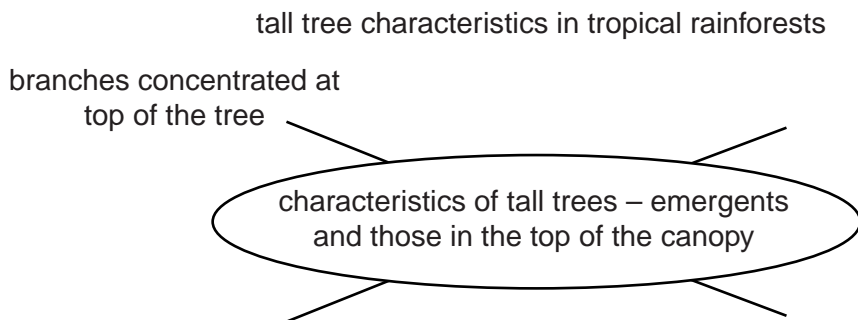 tall tree characteristics in tropical rainforests
branches concentrated at
top of the tree
characteristics of tall trees – emergents
and those in the top of the canopy